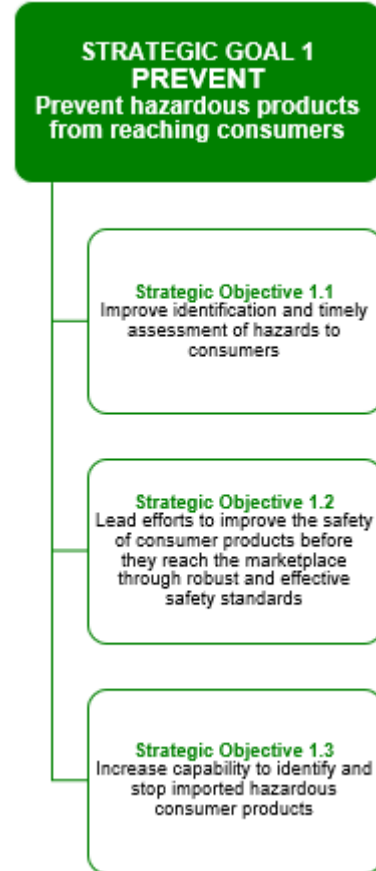 STRATEGIC GOAL 1
PREVENT
Prevent hazardous products
from reaching consumers
Strategic Objective 1.1
Improve identification and timely
assessment of hazards to
consumers
Strategic Objective 1.2
Lead efforts to improve the safety
of consumer products before
they reach the marketplace
through robust and effective
safety standards
Strategic Objective 1.3
Increase capability to identify and
stop imported hazardous
consumer products